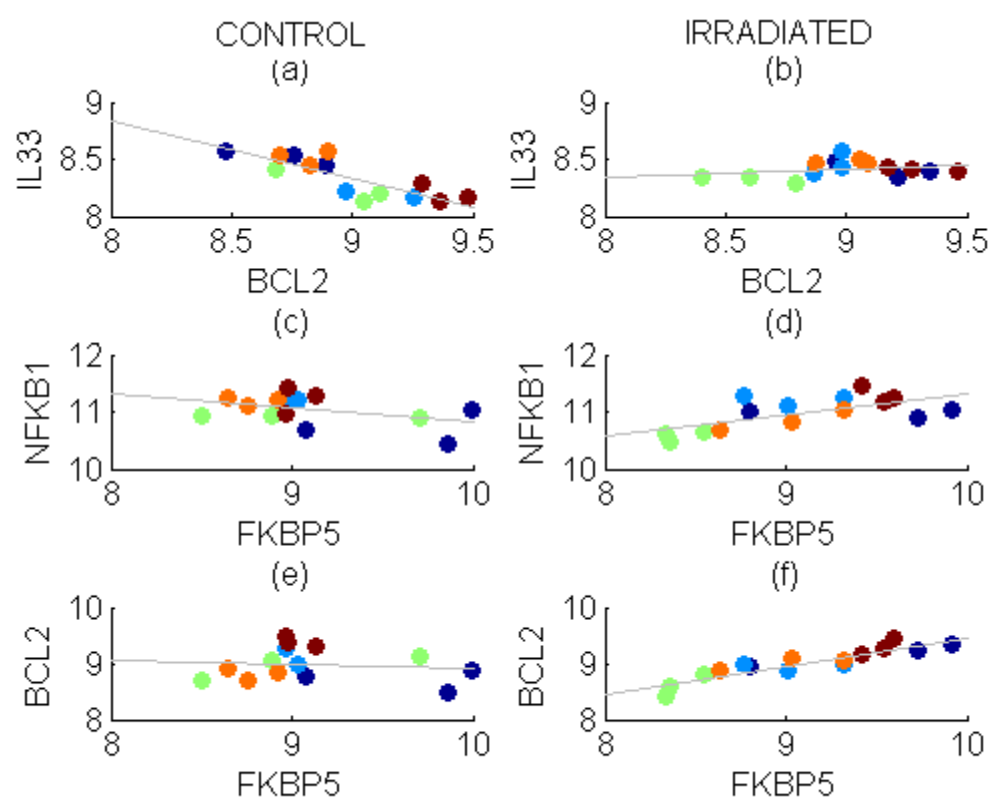 CONTROL
(a)
IRRADIATED
(b)
IL33
9
8.5
8
8 8.5 9 9.5
BCL2
IL33
9
8.5
8
8 8.5 9 9.5
BCL2
(c)
(d)
NFKB1
12
11
10
8 9 10
FKBP5
NFKB1
12
11
10
8 9 10
FKBP5
(e)
(f)
BCL2
10
9
8
8 9 10
FKBP5
BCL2
10
9
8
8 9 10
FKBP5